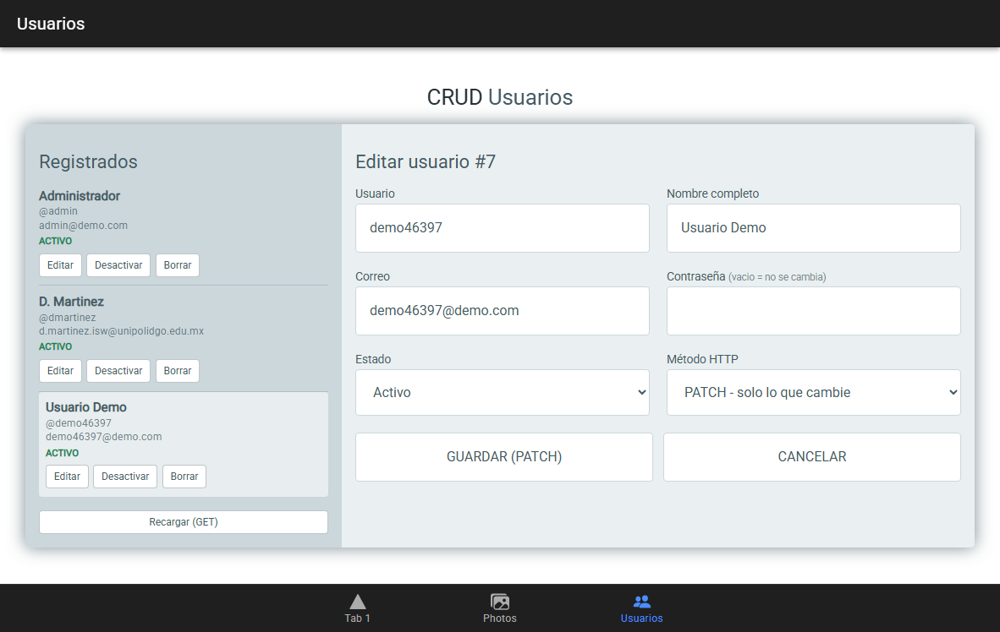 Usuarios
CRUD Usuarios
Registrados
Administrador
@admin
admin@demo.com
ACTIVO
Editar Desactivar Borrar
D. Martinez
@dmartinez
d.martinez.isw@unipolidgo.edu.mx
ACTIVO
Editar Desactivar Borrar
Usuario Demo
@demo46397
demo46397@demo.com
ACTIVO
Editar Desactivar Borrar
Recargar (GET)
Editar usuario #7
Usuario Nombre completo
demo46397 Usuario Demo
Correo Contraseña (vacio = no se cambia)
demo46397@demo.com
Estado Método HTTP
Activo PATCH - solo lo que cambie
GUARDAR (PATCH) CANCELAR
Tab 1 Photos Usuarios